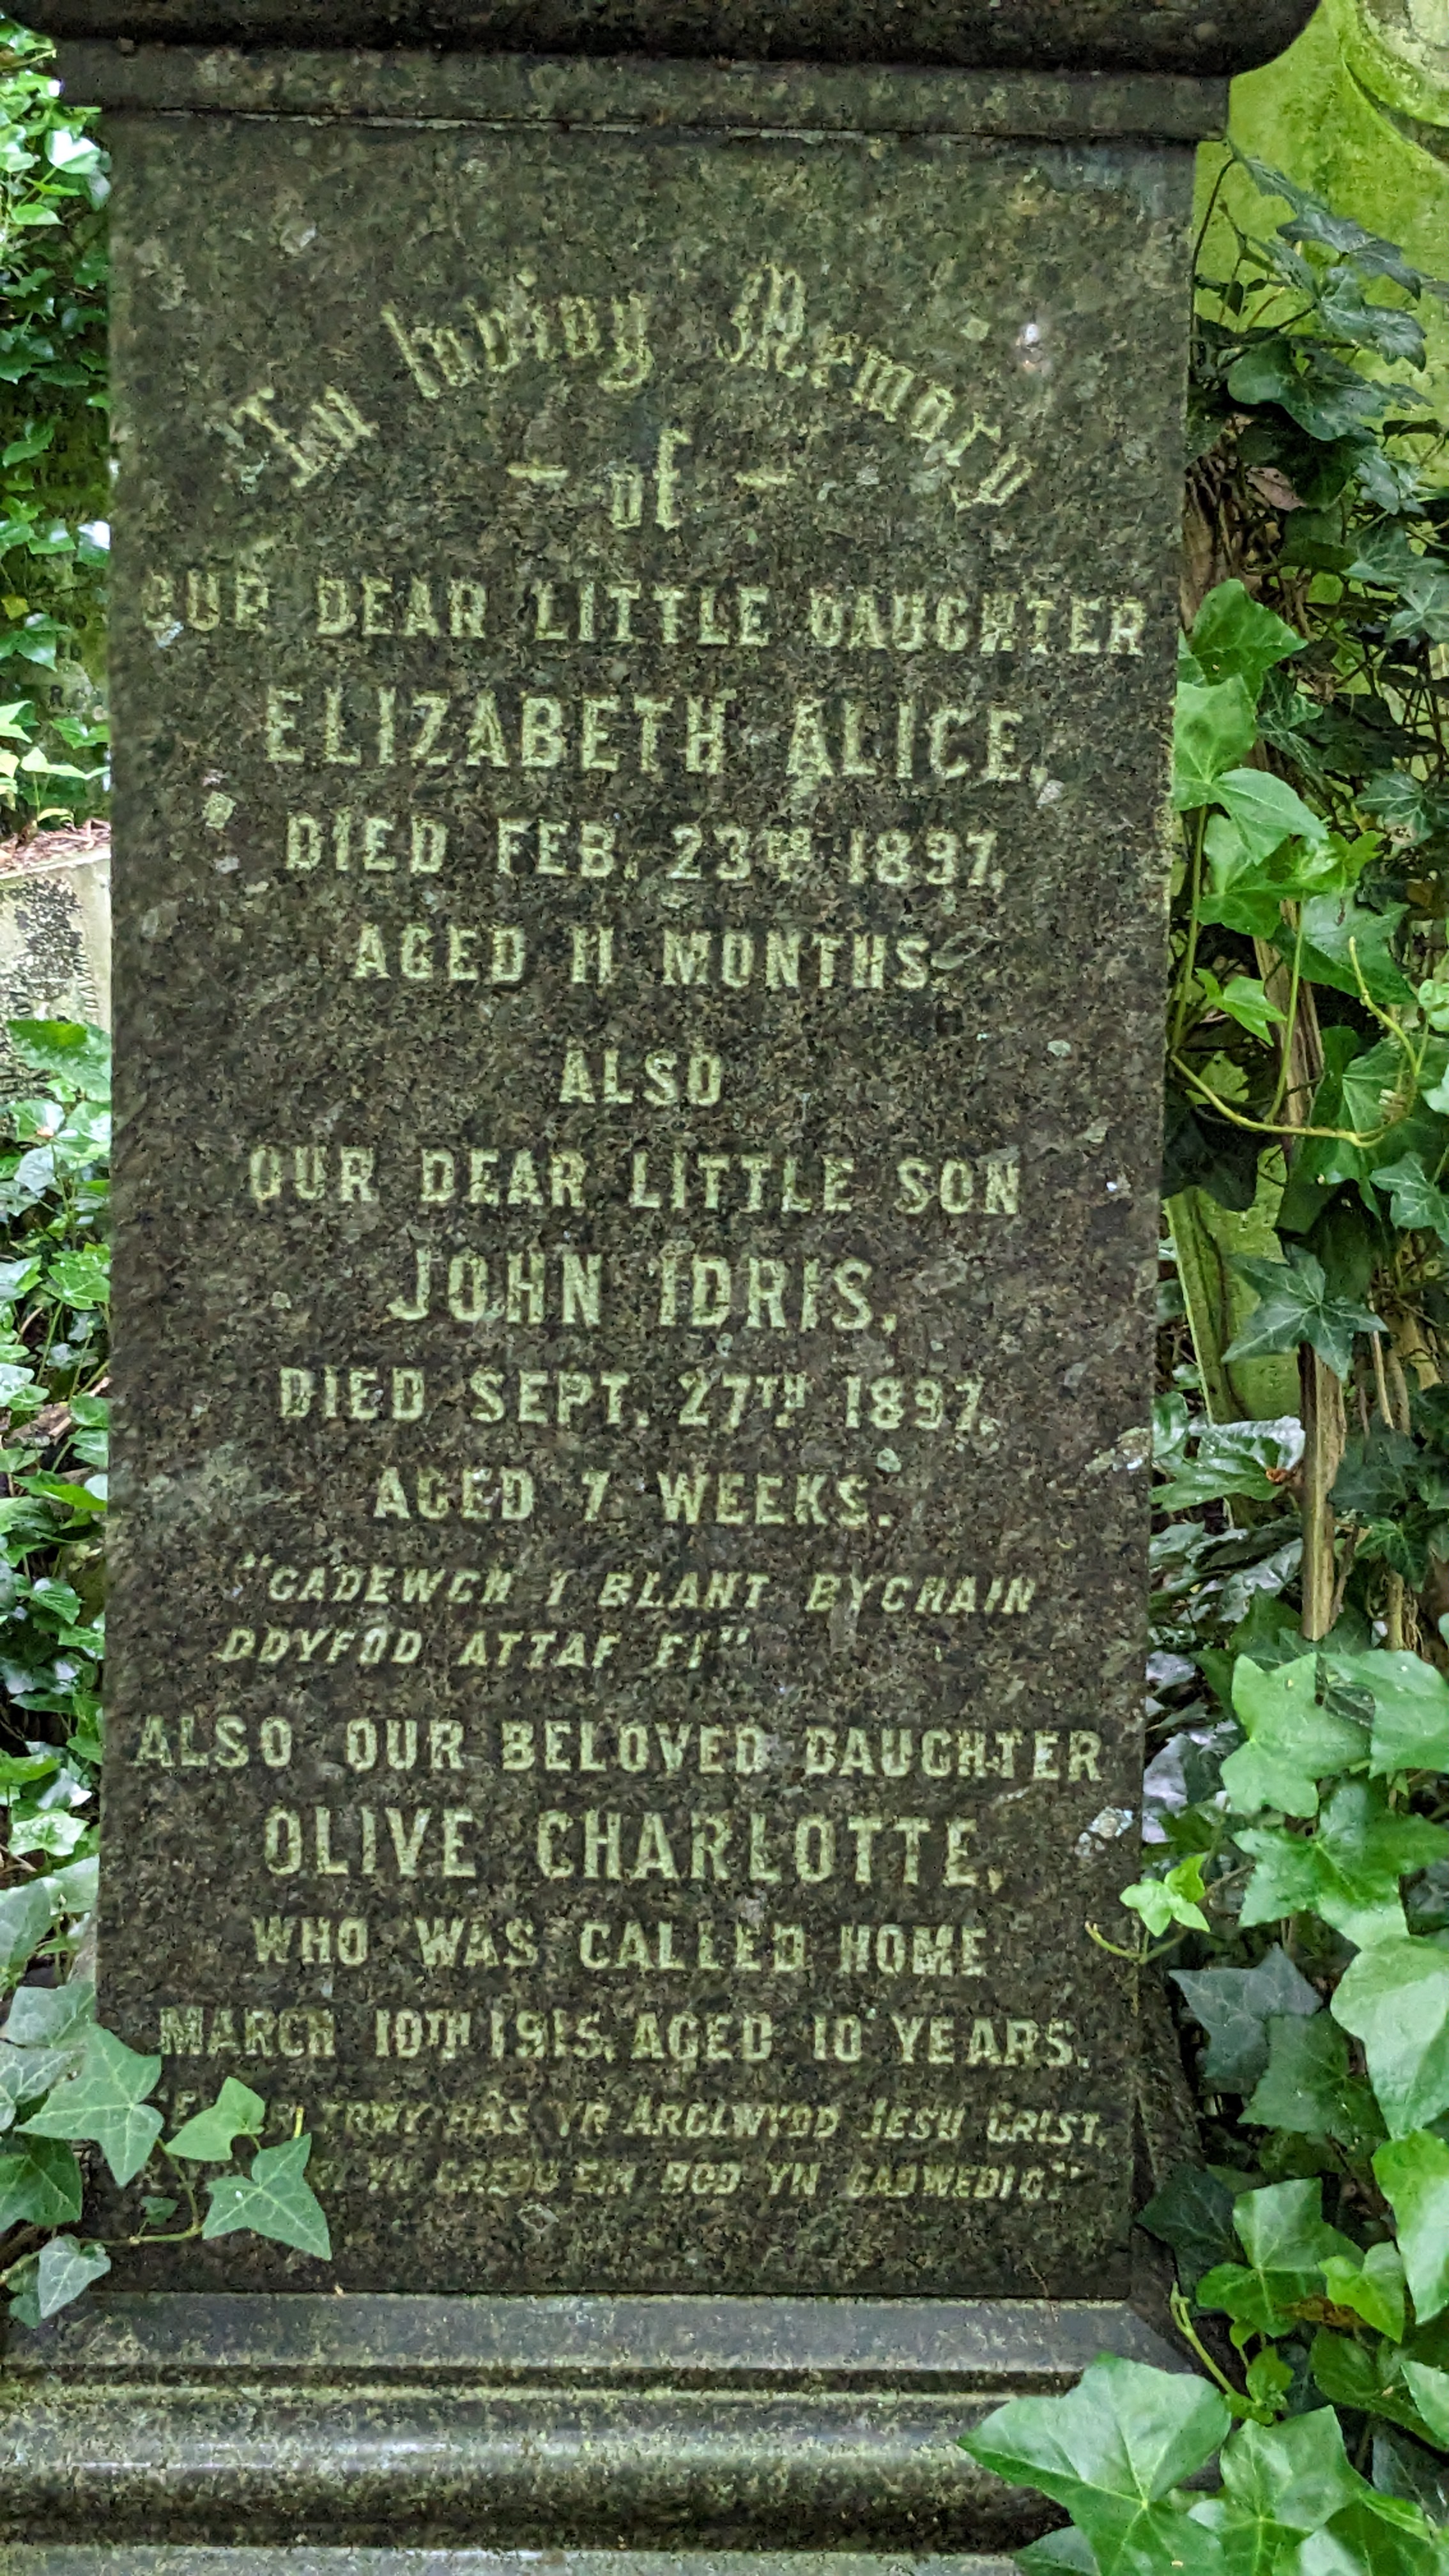 In loving Memory
— of —
OUR DEAR LITTLE DAUGHTER
ELIZABETH ALICE,
DIED FEB. 23RD 1897,
AGED 11 MONTHS.
ALSO
OUR DEAR LITTLE SON
JOHN IDRIS,
DIED SEPT. 27TH 1897,
AGED 7 WEEKS.
"GADEWCH I BLANT BYCHAIN
DDYFOD ATTAF FI"
ALSO OUR BELOVED DAUGHTER
OLIVE CHARLOTTE,
WHO WAS CALLED HOME
MARCH 10TH 1915, AGED 10 YEARS.
TRWY RAS YR ARGLWYDD IESU GRIST,
YN CREDU EIN BOD YN GADWEDIG."